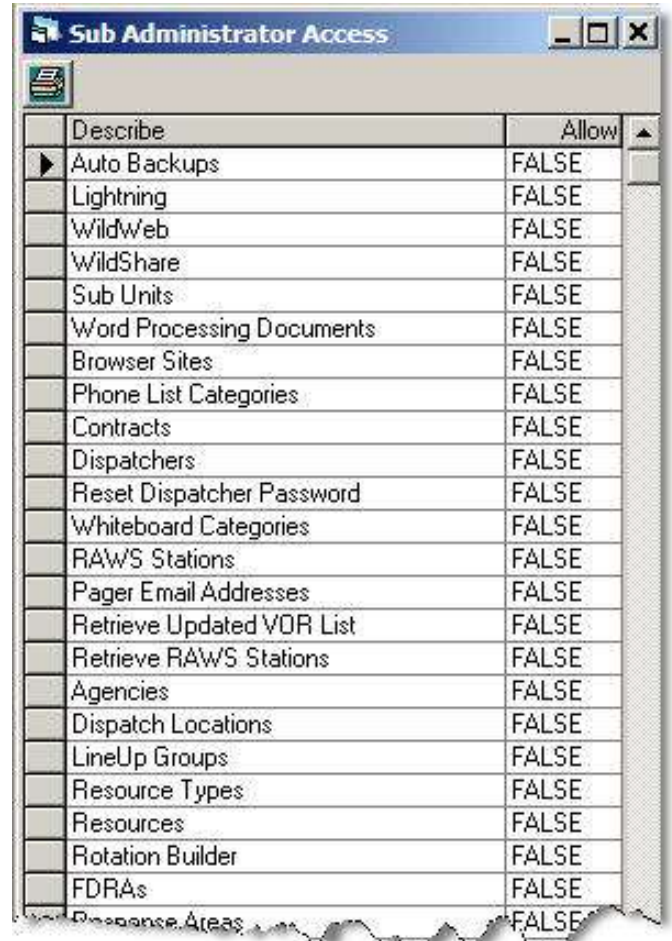 Sub Administrator Access
Describe Allow
Auto Backups FALSE
Lightning FALSE
WildWeb FALSE
WildShare FALSE
Sub Units FALSE
Word Processing Documents FALSE
Browser Sites FALSE
Phone List Categories FALSE
Contracts FALSE
Dispatchers FALSE
Reset Dispatcher Password FALSE
Whiteboard Categories FALSE
RAWS Stations FALSE
Pager Email Addresses FALSE
Retrieve Updated VOR List FALSE
Retrieve RAWS Stations FALSE
Agencies FALSE
Dispatch Locations FALSE
LineUp Groups FALSE
Resource Types FALSE
Resources FALSE
Rotation Builder FALSE
FDRAs FALSE
Response Areas FALSE